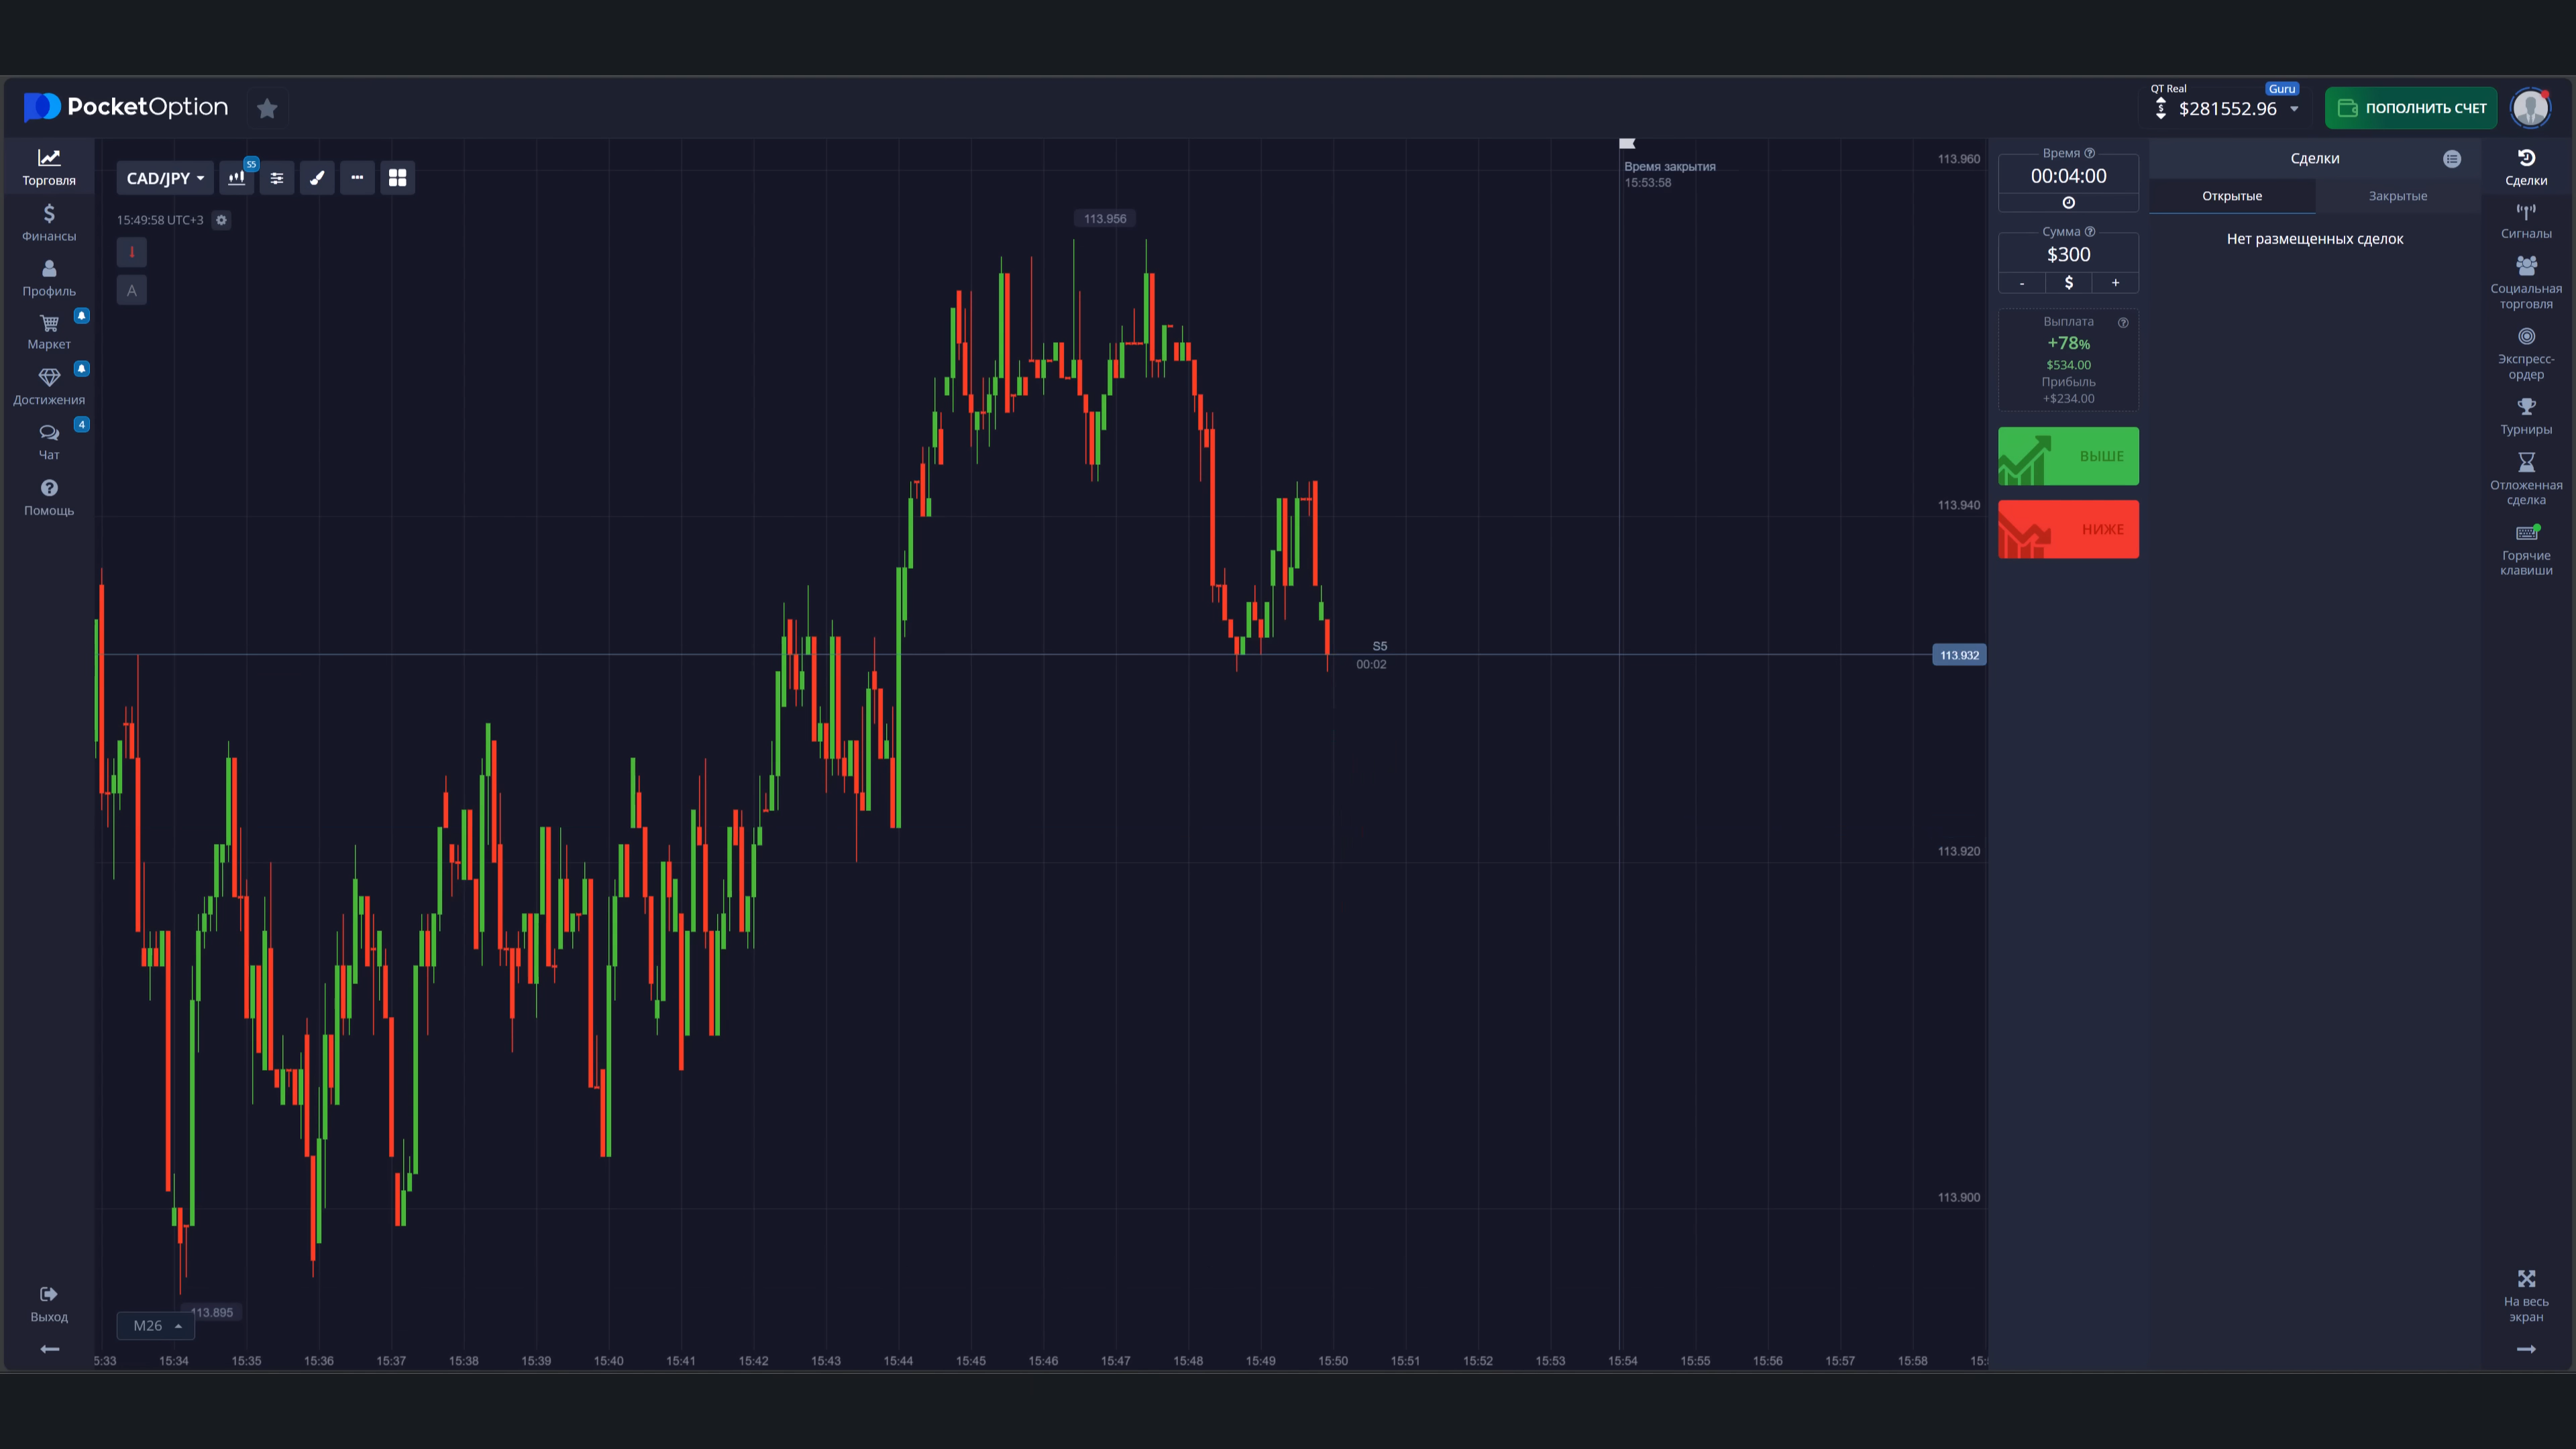 PocketOption
QT Real
Guru
$281552.96
ПОПОЛНИТЬ СЧЕТ
Торговля
Финансы
Профиль
Маркет
Достижения
4
Чат
Помощь
Выход
CAD/JPY
S5
15:49:58 UTC+3
A
113.956
Время закрытия
15:53:58
113.960
113.940
S5
00:02
113.932
113.920
113.900
113.895
M26
5:33 15:34 15:35 15:36 15:37 15:38 15:39 15:40 15:41 15:42 15:43 15:44 15:45 15:46 15:47 15:48 15:49 15:50 15:51 15:52 15:53 15:54 15:55 15:56 15:57 15:58 15:
Время
00:04:00
Сумма
$300
- $ +
Выплата
+78%
$534.00
Прибыль
+$234.00
ВЫШЕ
НИЖЕ
Сделки
Открытые Закрытые
Нет размещенных сделок
Сделки
Сигналы
Социальная
торговля
Экспресс-
ордер
Турниры
Отложенная
сделка
Горячие
клавиши
На весь
экран